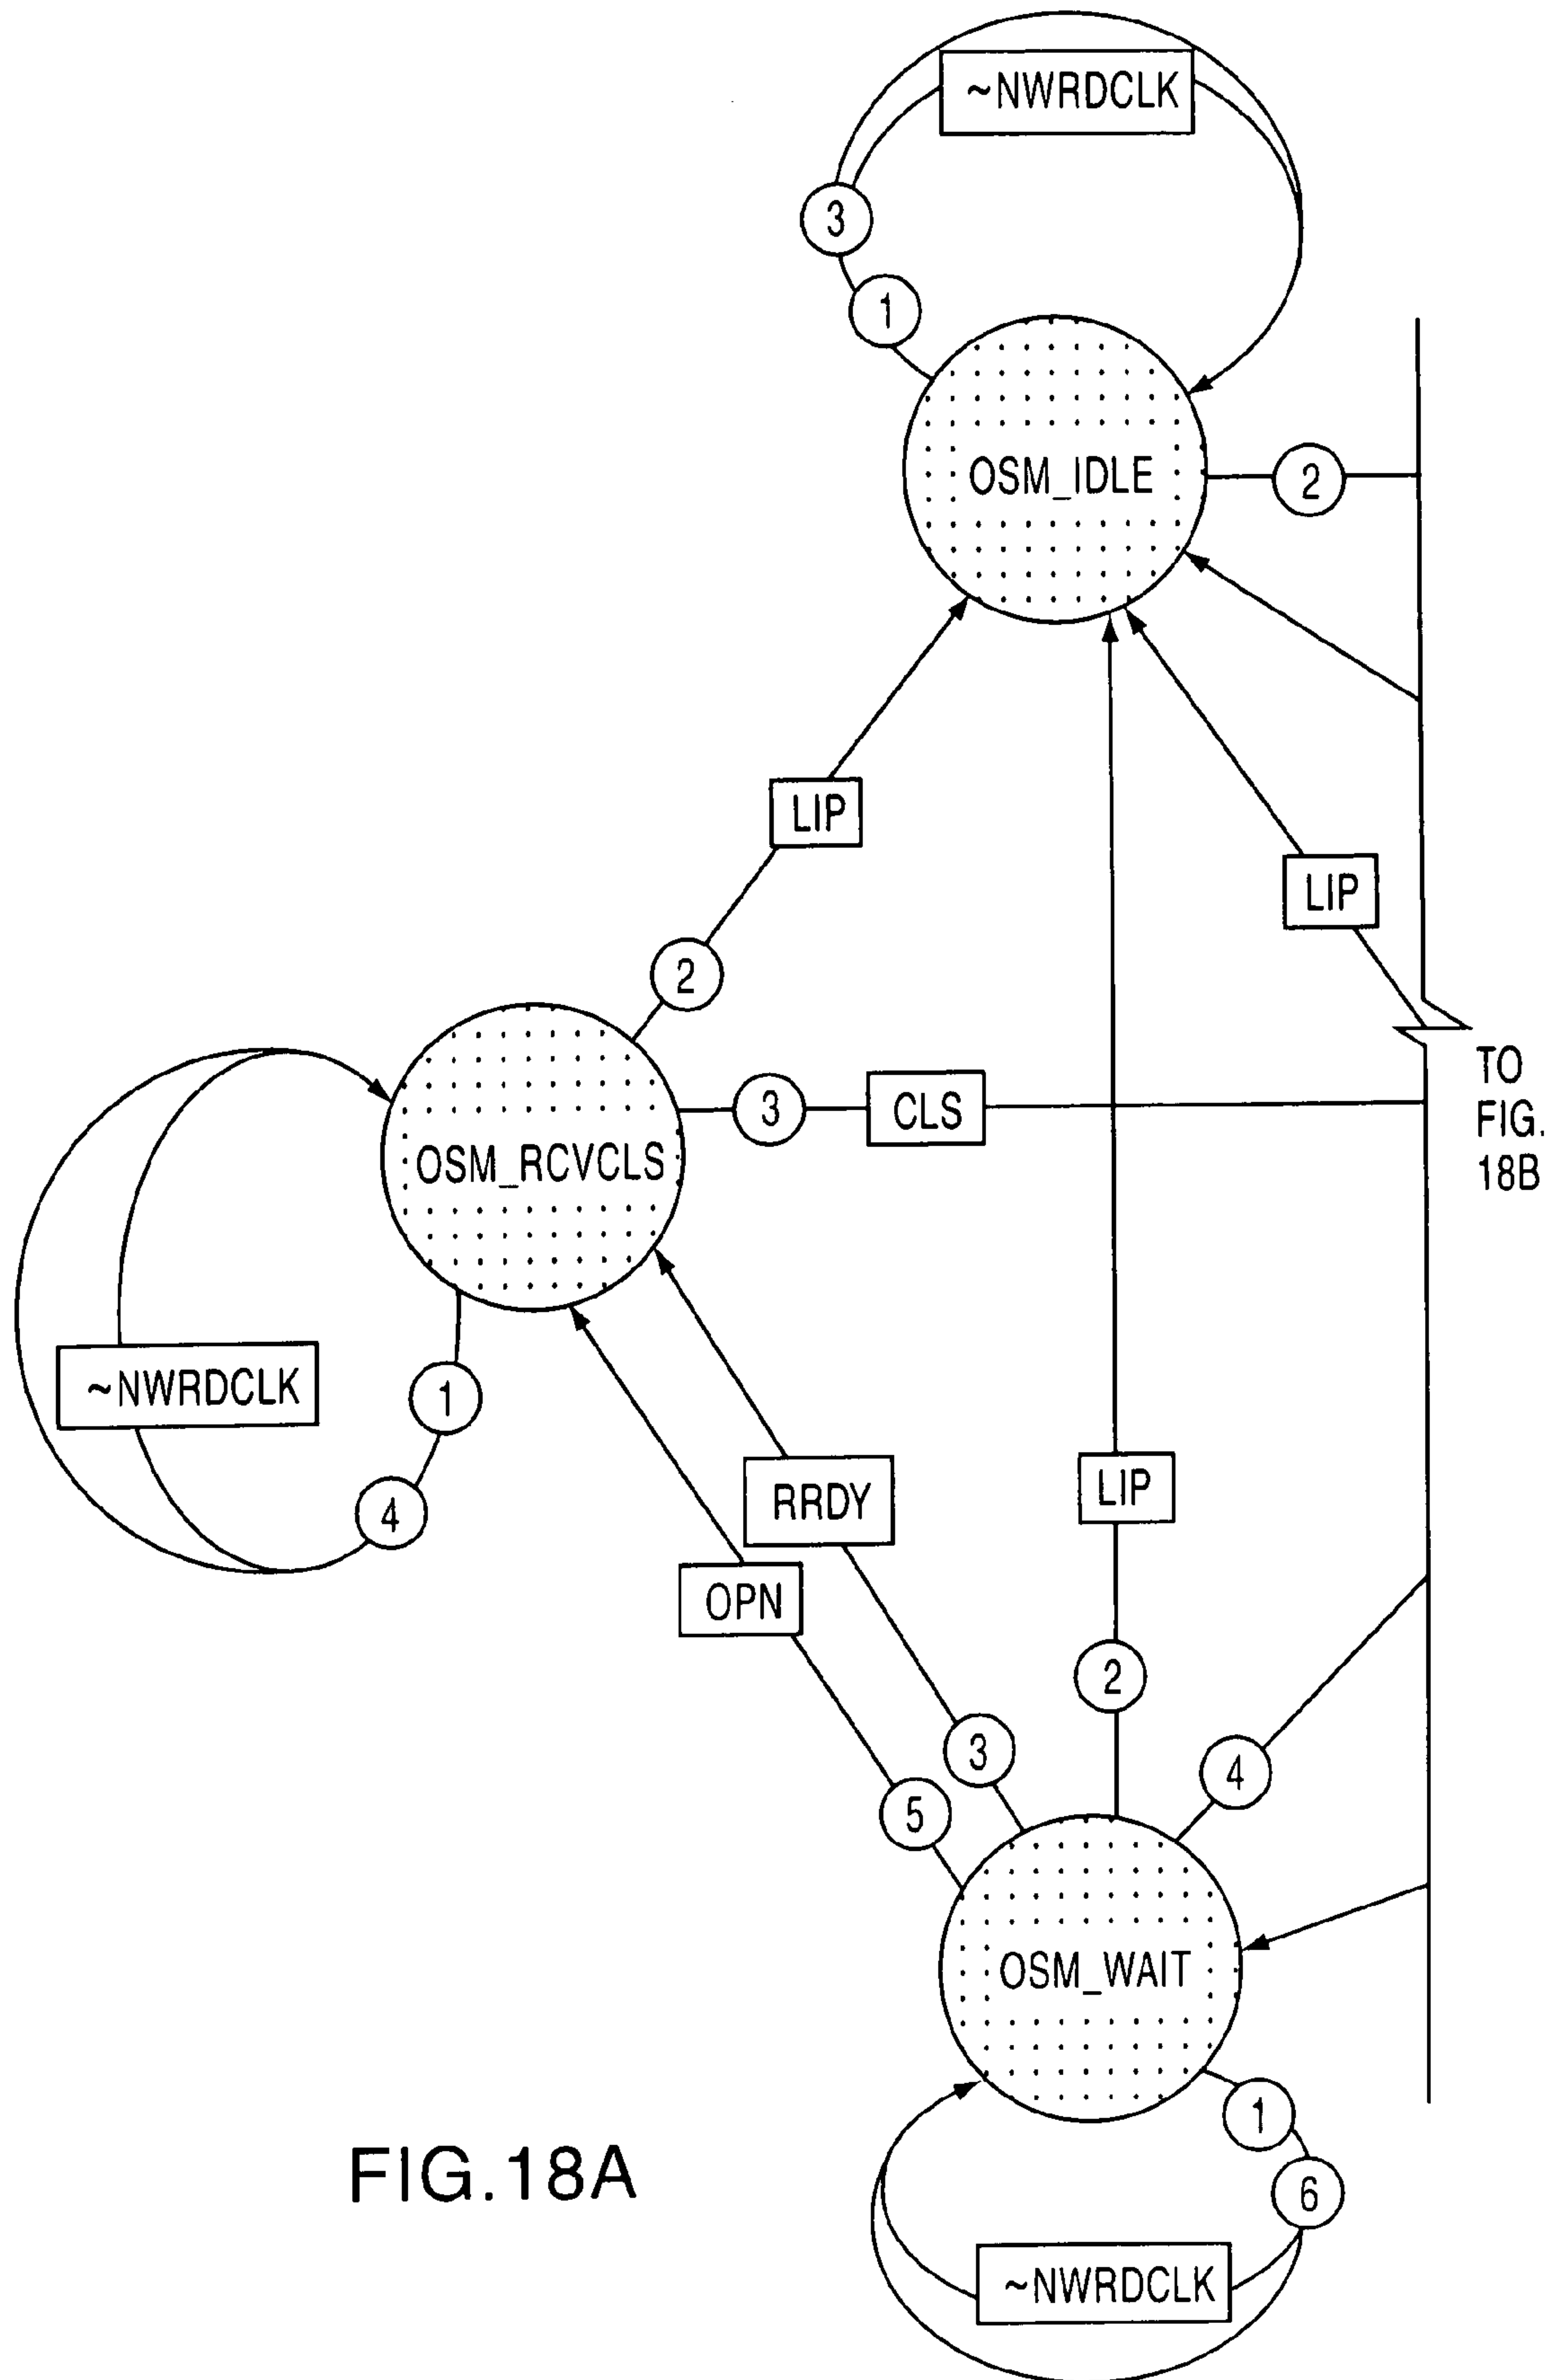 ~NWRDCLK
3
1
OSM_IDLE
2
LIP
LIP
2
TO
FIG.
18B
3
CLS
OSM_RCVCLS
~NWRDCLK
1
4
RRDY
LIP
OPN
2
3
4
5
OSM_WAIT
1
6
~NWRDCLK
FIG.18A